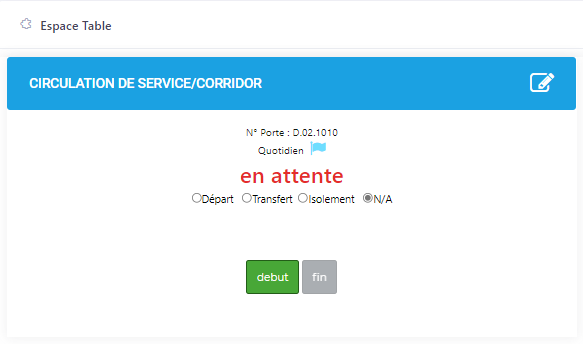 Espace Table
CIRCULATION DE SERVICE/CORRIDOR
N° Porte : D.02.1010
Quotidien
en attente
Départ Transfert Isolement N/A
debut fin